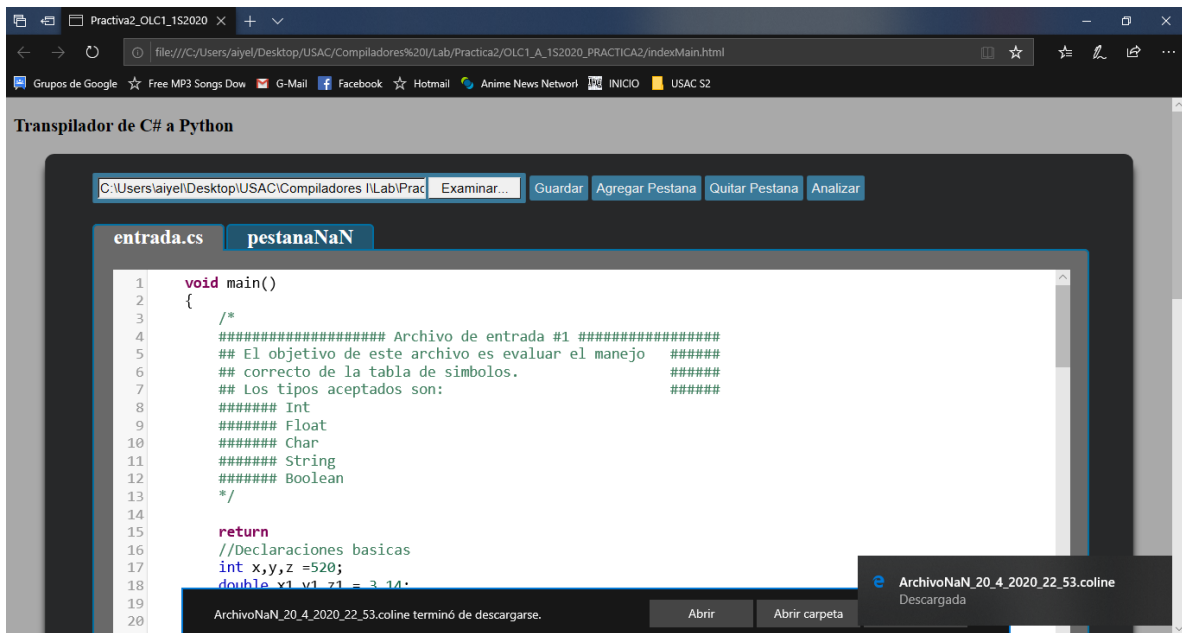 Practiva2_OLC1_1S2020
file:///C:/Users/aiyel/Desktop/USAC/Compiladores%20I/Lab/Practica2/OLC1_A_1S2020_PRACTICA2/indexMain.html
Grupos de Google Free MP3 Songs Dow G-Mail Facebook Hotmail Anime News Network INICIO USAC S2
Transpilador de C# a Python
C:\Users\aiyel\Desktop\USAC\Compiladores I\Lab\Prac Examinar... Guardar Agregar Pestana Quitar Pestana Analizar
entrada.cs pestanaNaN
1 void main()
2 {
3 /*
4 #################### Archivo de entrada #1 #################
5 ## El objetivo de este archivo es evaluar el manejo ######
6 ## correcto de la tabla de simbolos. ######
7 ## Los tipos aceptados son: ######
8 ####### Int
9 ####### Float
10 ####### Char
11 ####### String
12 ####### Boolean
13 */
14
15 return
16 //Declaraciones basicas
17 int x,y,z =520;
18 double x1,y1,z1 = 3.14;
19
20
ArchivoNaN_20_4_2020_22_53.coline terminó de descargarse. Abrir Abrir carpeta
ArchivoNaN_20_4_2020_22_53.coline
Descargada